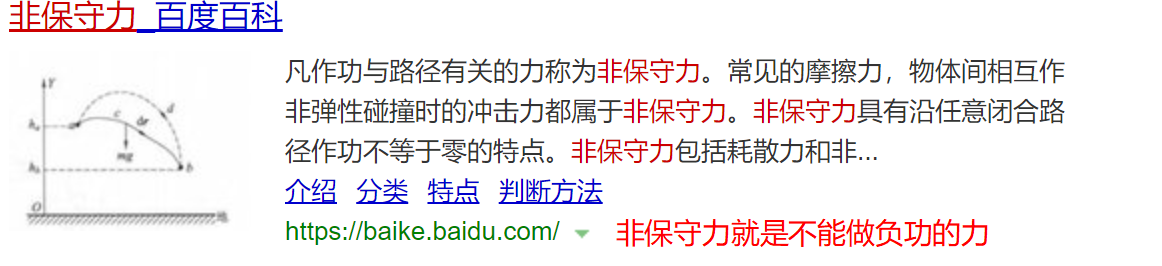 非保守力_百度百科
凡作功与路径有关的力称为非保守力。常见的摩擦力，物体间相互作
非弹性碰撞时的冲击力都属于非保守力。非保守力具有沿任意闭合路
径作功不等于零的特点。非保守力包括耗散力和非...
介绍 分类 特点 判断方法
https://baike.baidu.com/ 非保守力就是不能做负功的力
Y
d
c
a
hₐ
mg
h_b
b
O